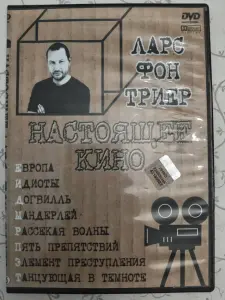 DVD
ЛАРС
ФОН
ТРИЕР
НАСТОЯЩЕЕ
КИНО
ЕВРОПА
ИДИОТЫ
ДОГВИЛЛЬ
МАНДЕРЛЕЙ
РАССЕКАЯ ВОЛНЫ
ПЯТЬ ПРЕПЯТСТВИЙ
ЭЛЕМЕНТ ПРЕСТУПЛЕНИЯ
ТАНЦУЮЩАЯ В ТЕМНОТЕ